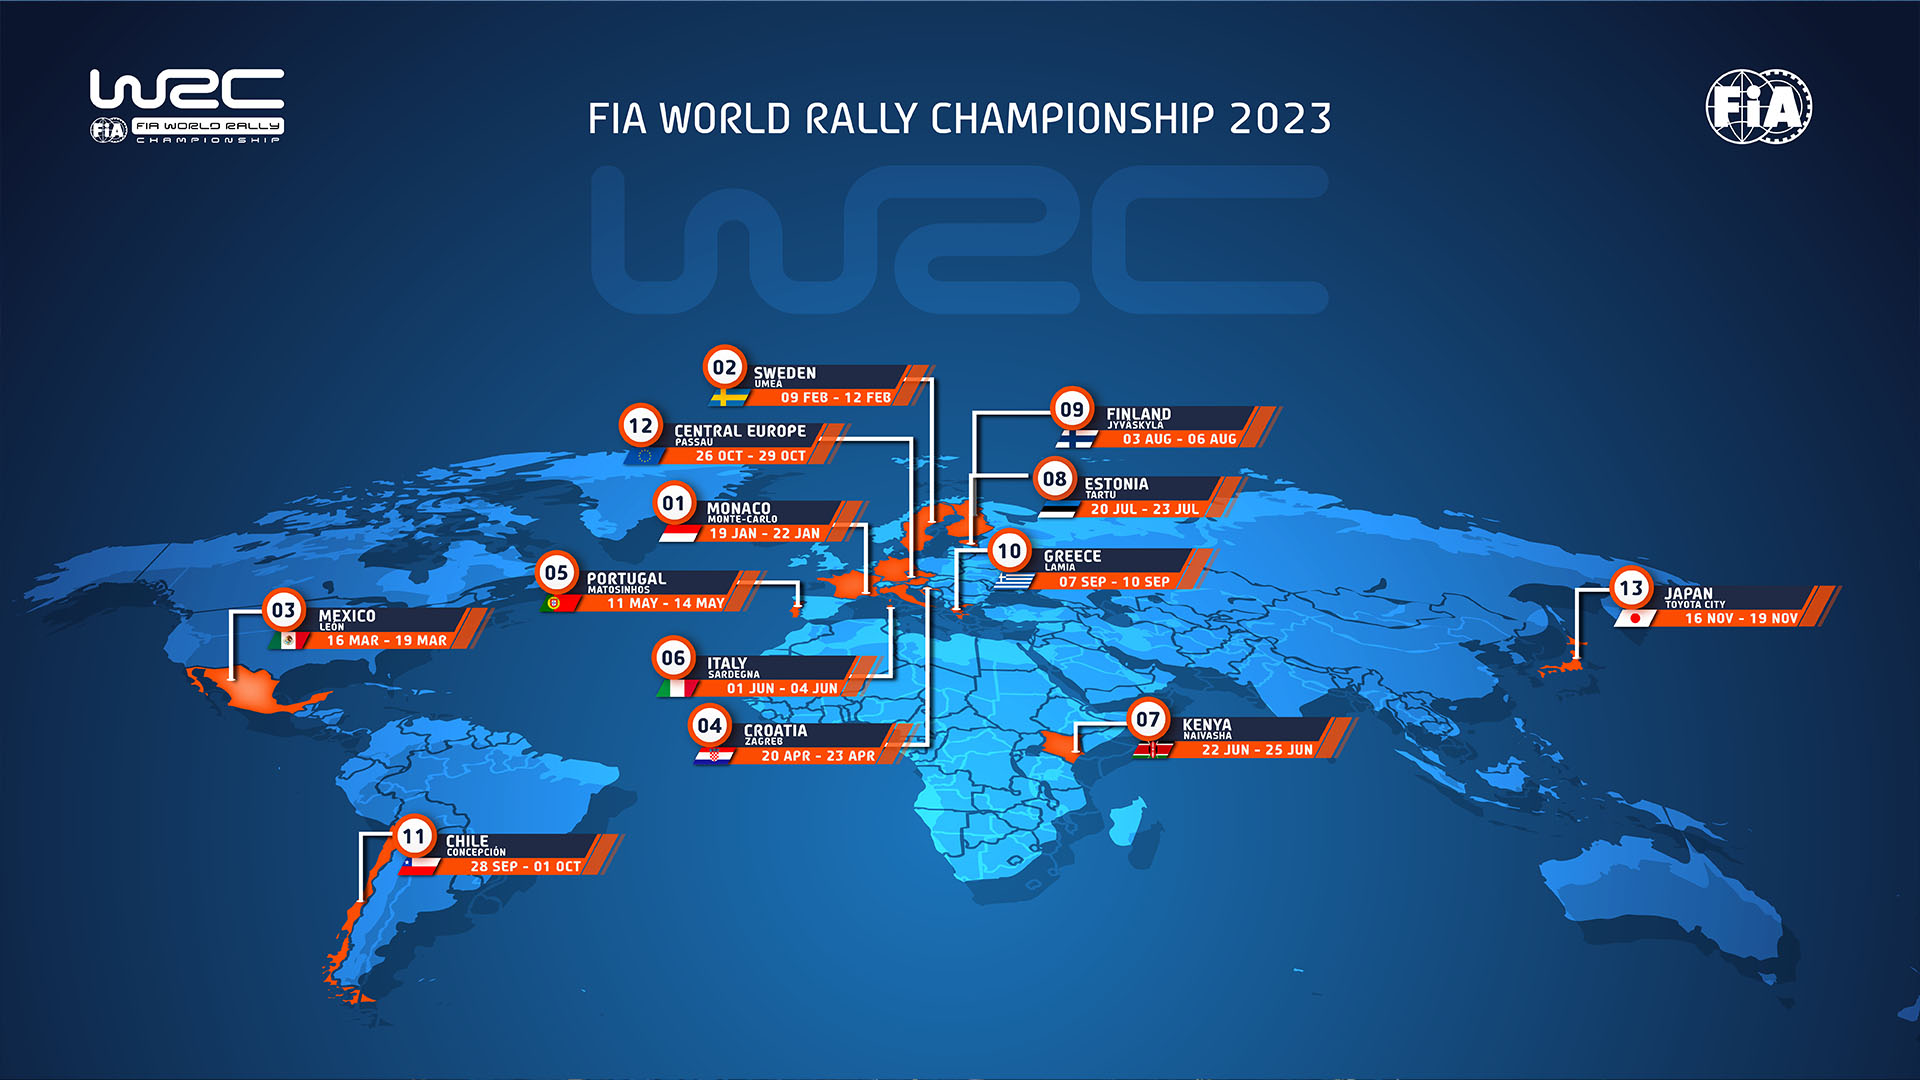 WRC
FIA FIA WORLD RALLY
CHAMPIONSHIP
FIA WORLD RALLY CHAMPIONSHIP 2023
FIA
WRC
02 SWEDEN
UMEÅ
09 FEB - 12 FEB
12 CENTRAL EUROPE
PASSAU
26 OCT - 29 OCT
09 FINLAND
JYVÄSKYLÄ
03 AUG - 06 AUG
08 ESTONIA
TARTU
20 JUL - 23 JUL
01 MONACO
MONTE-CARLO
19 JAN - 22 JAN
10 GREECE
LAMIA
07 SEP - 10 SEP
05 PORTUGAL
MATOSINHOS
11 MAY - 14 MAY
13 JAPAN
TOYOTA CITY
16 NOV - 19 NOV
03 MEXICO
LEÓN
16 MAR - 19 MAR
06 ITALY
SARDEGNA
01 JUN - 04 JUN
04 CROATIA
ZAGREB
20 APR - 23 APR
07 KENYA
NAIVASHA
22 JUN - 25 JUN
11 CHILE
CONCEPCIÓN
28 SEP - 01 OCT